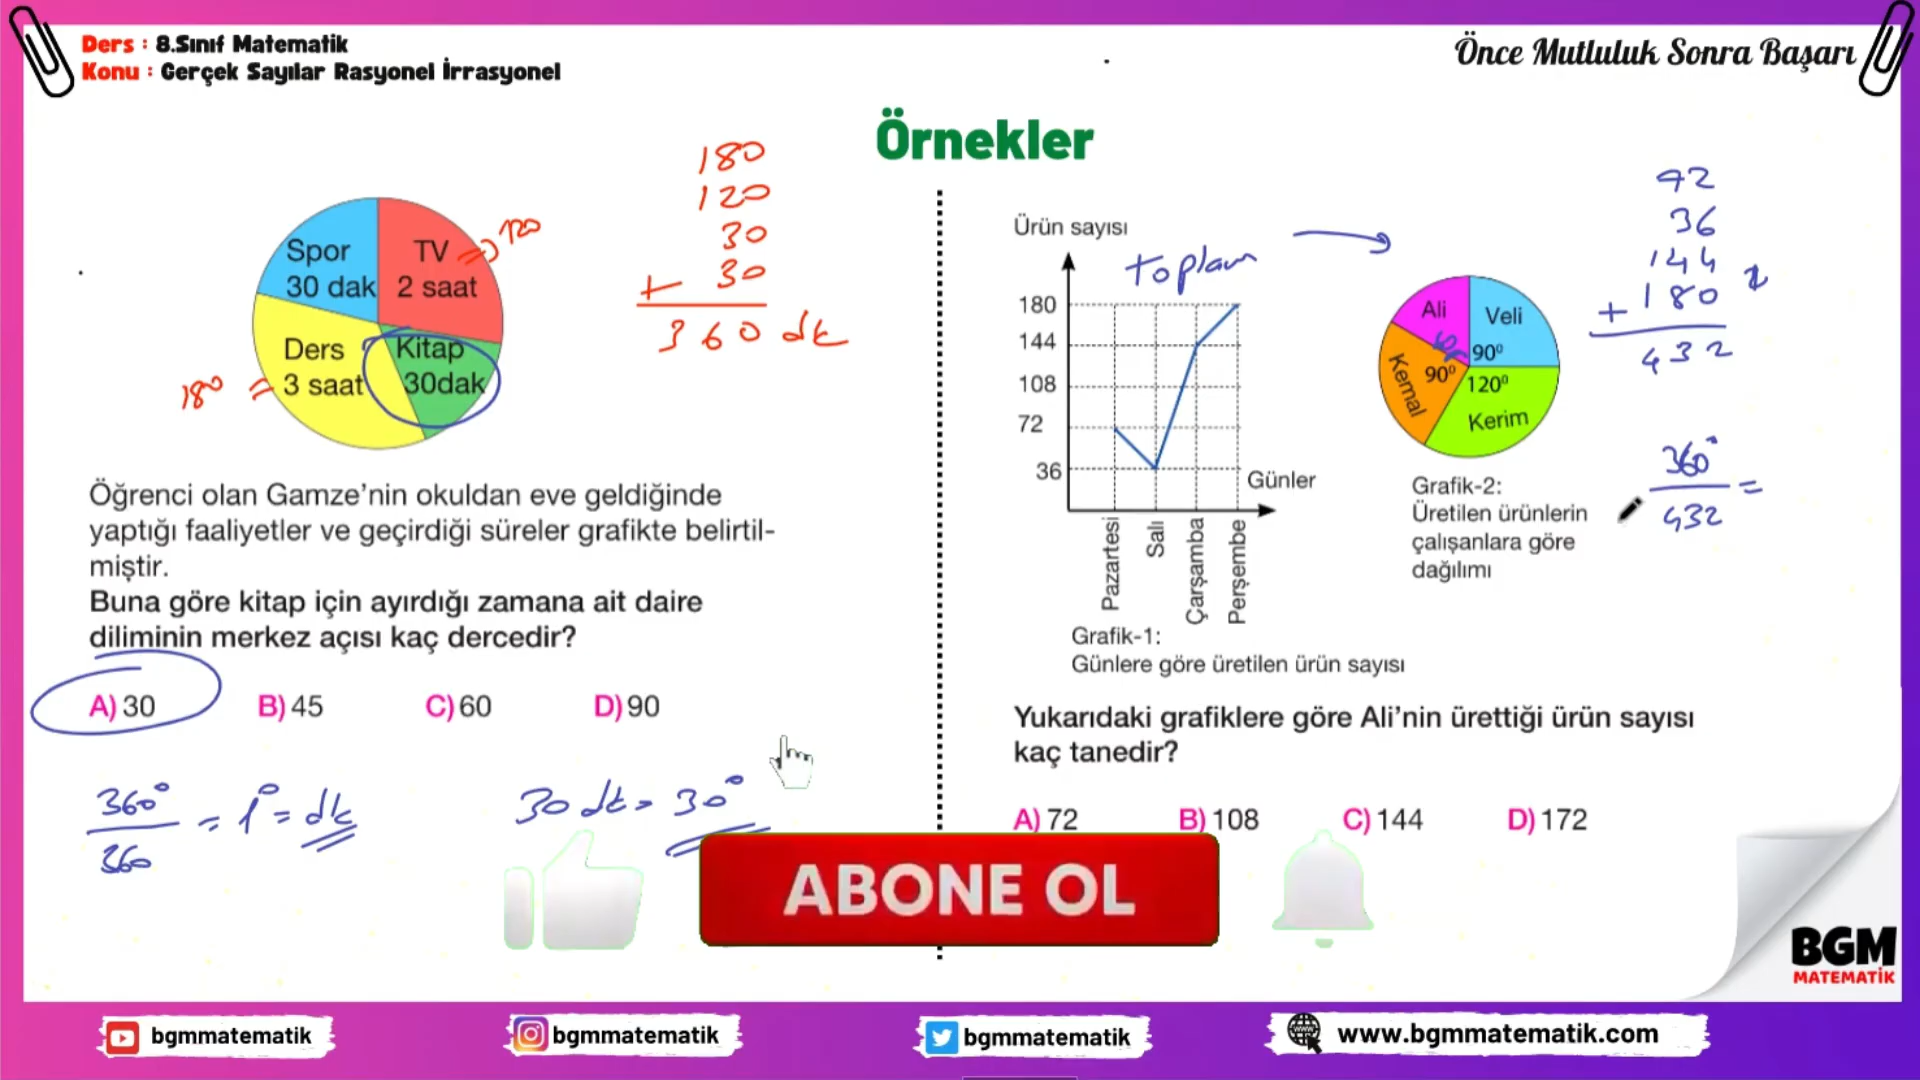 Ders : 8.Sınıf Matematik
Konu : Gerçek Sayılar Rasyonel İrrasyonel
Önce Mutluluk Sonra Başarı
Örnekler
Spor
30 dak
TV
2 saat
Ders
3 saat
Kitap
30dak
120
180 =
180
120
30
+ 30
360 dk
Öğrenci olan Gamze'nin okuldan eve geldiğinde
yaptığı faaliyetler ve geçirdiği süreler grafikte belirtil-
miştir.
Buna göre kitap için ayırdığı zamana ait daire
diliminin merkez açısı kaç dercedir?
A) 30 B) 45 C) 60 D) 90
360°
360
= 1° = dk
30 dk = 30°
Ürün sayısı
toplam
180
144
108
72
36
Günler
Pazartesi
Salı
Çarşamba
Perşembe
Grafik-1:
Günlere göre üretilen ürün sayısı
Ali
Veli
Kemal
Kerim
90°
90°
120°
Grafik-2:
Üretilen ürünlerin
çalışanlara göre
dağılımı
72
36
144
+ 180
432
360°
432
=
Yukarıdaki grafiklere göre Ali'nin ürettiği ürün sayısı
kaç tanedir?
A) 72 B) 108 C) 144 D) 172
ABONE OL
BGM
MATEMATİK
bgmmatematik
bgmmatematik
bgmmatematik
www.bgmmatematik.com